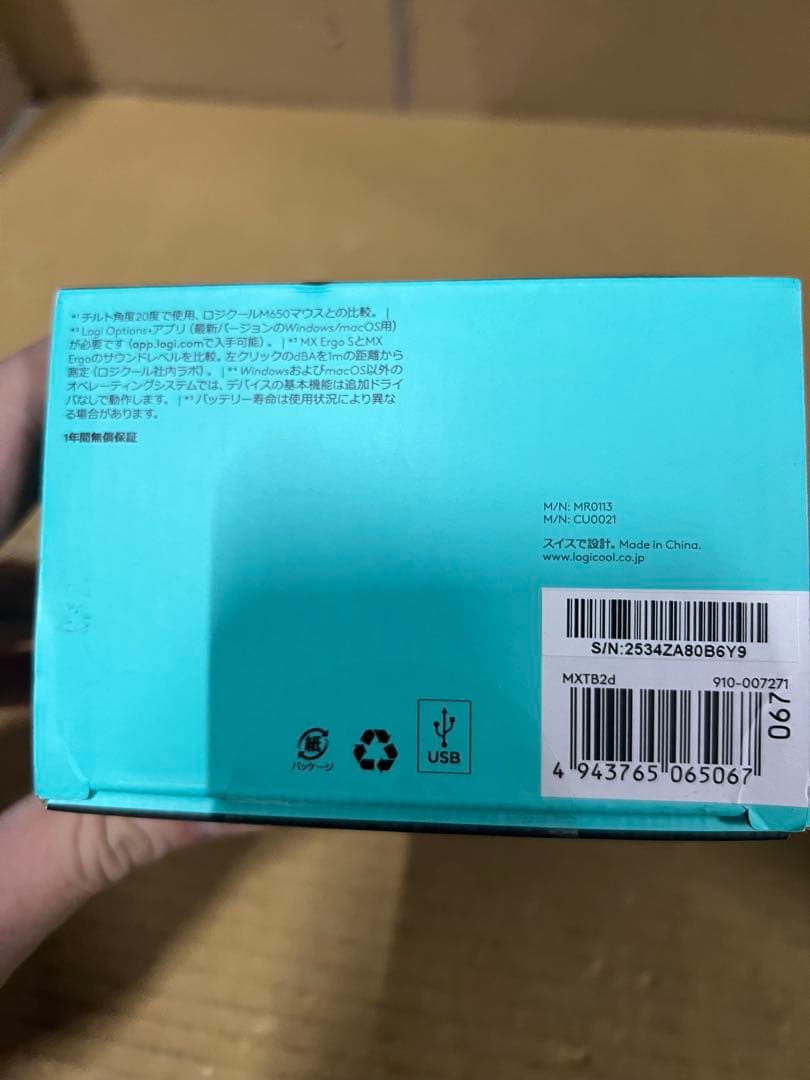 *¹ チルト角度20度で使用、ロジクールM650マウスとの比較。 |
*² Logi Options+アプリ（最新バージョンのWindows/macOS用）
が必要です（app.logi.comで入手可能）。 | *³ MX Ergo SとMX
Ergoのサウンドレベルを比較。左クリックのdBAを1mの距離から
測定（ロジクール社内ラボ）。 | *⁴ WindowsおよびmacOS以外の
オペレーティングシステムでは、デバイスの基本機能は追加ドライ
バなしで動作します。 | *⁵ バッテリー寿命は使用状況により異な
る場合があります。
1年間無償保証
M/N: MR0113
M/N: CU0021
スイスで設計。Made in China.
www.logicool.co.jp
S/N:2534ZA80B6Y9
MXTB2d 910-007271
067
4 943765 065067
紙
パッケージ
USB